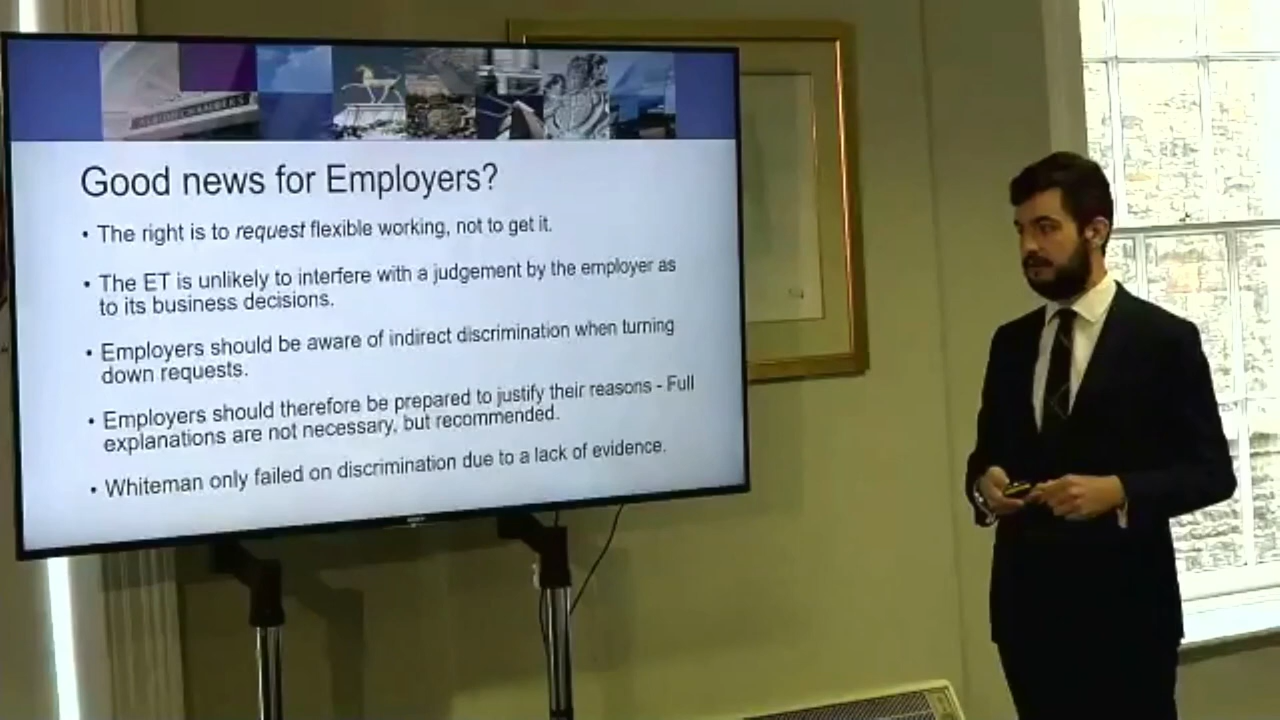 ALBION CHAMBERS
Good news for Employers?
• The right is to request flexible working, not to get it.
• The ET is unlikely to interfere with a judgement by the employer as
to its business decisions.
• Employers should be aware of indirect discrimination when turning
down requests.
• Employers should therefore be prepared to justify their reasons - Full
explanations are not necessary, but recommended.
• Whiteman only failed on discrimination due to a lack of evidence.